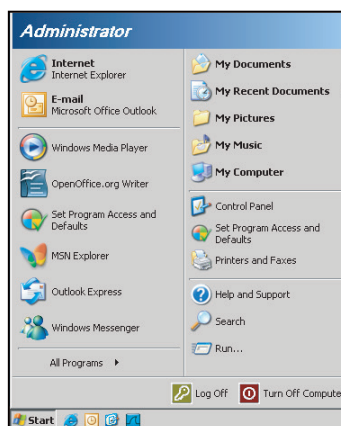 Administrator
Internet
Internet Explorer
E-mail
Microsoft Office Outlook
Windows Media Player
OpenOffice.org Writer
Set Program Access and
Defaults
MSN Explorer
Outlook Express
Windows Messenger
All Programs
My Documents
My Recent Documents
My Pictures
My Music
My Computer
Control Panel
Set Program Access and
Defaults
Printers and Faxes
Help and Support
Search
Run...
Log Off
Turn Off Compute
Start